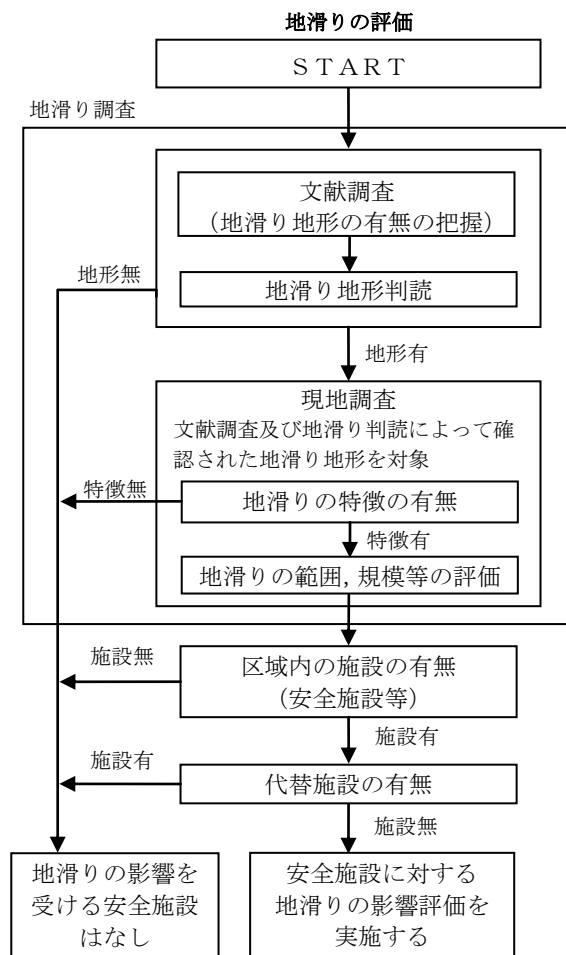 地滑りの評価
ＳＴＡＲＴ
地滑り調査
文献調査
（地滑り地形の有無の把握）
地形無
地滑り地形判読
地形有
現地調査
文献調査及び地滑り判読によって確
認された地滑り地形を対象
特徴無
地滑りの特徴の有無
特徴有
地滑りの範囲，規模等の評価
施設無
区域内の施設の有無
（安全施設等）
施設有
施設有
代替施設の有無
施設無
地滑りの影響を
受ける安全施設
はなし
安全施設に対する
地滑りの影響評価を
実施する